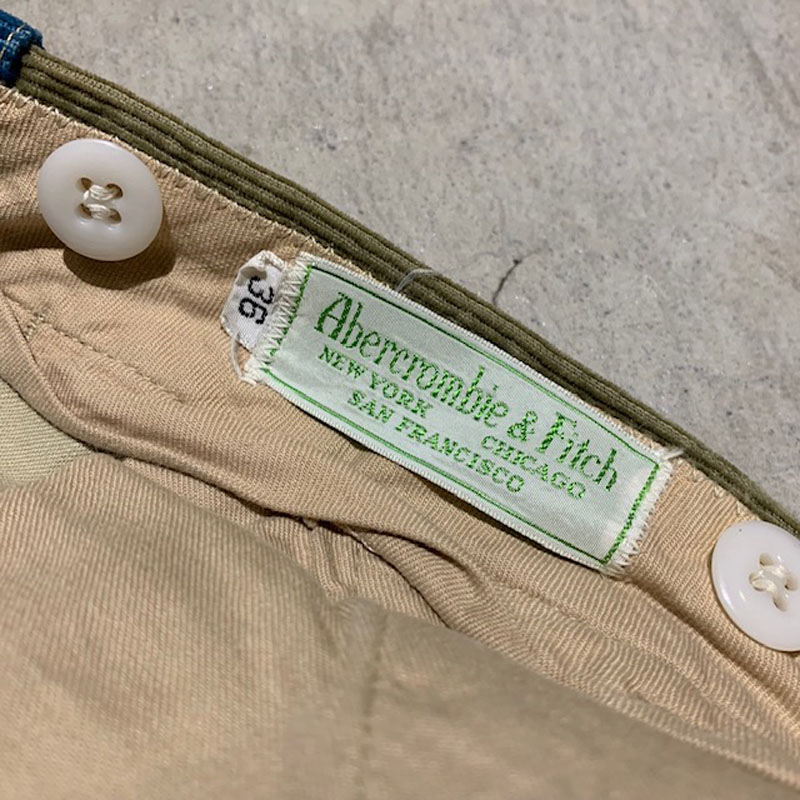 36
Abercrombie & Fitch
NEW YORK CHICAGO
SAN FRANCISCO